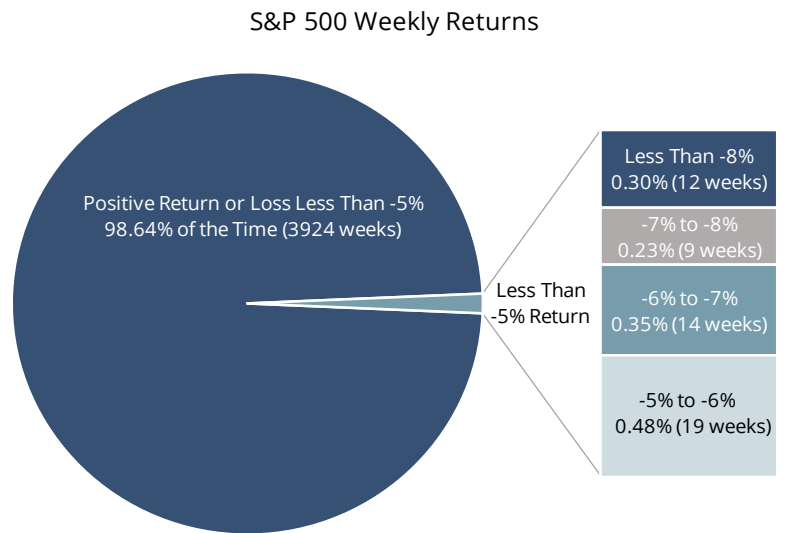 S&P 500 Weekly Returns
Positive Return or Loss Less Than -5%
98.64% of the Time (3924 weeks)
Less Than
-5% Return
Less Than -8%
0.30% (12 weeks)
-7% to -8%
0.23% (9 weeks)
-6% to -7%
0.35% (14 weeks)
-5% to -6%
0.48% (19 weeks)